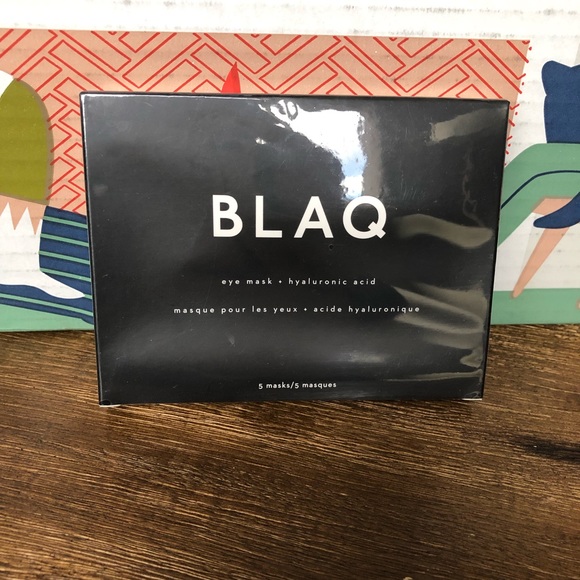 BLAQ
eye mask + hyaluronic acid
masque pour les yeux + acide hyaluronique
5 masks/5 masques